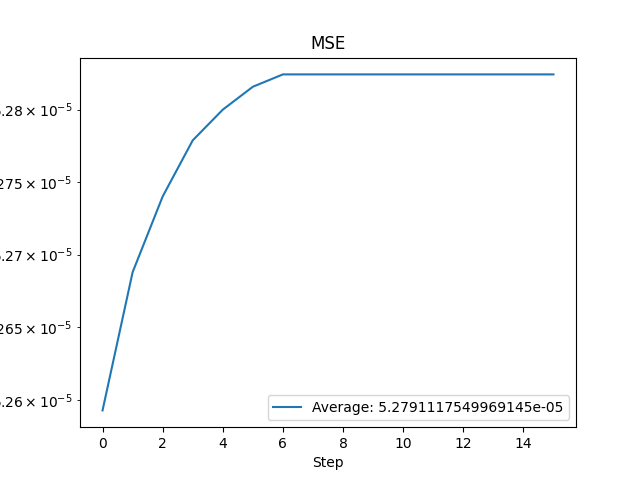 MSE
.28 × 10⁻⁵
275 × 10⁻⁵
.27 × 10⁻⁵
265 × 10⁻⁵
.26 × 10⁻⁵
Average: 5.2791117549969145e-05
0 2 4 6 8 10 12 14
Step